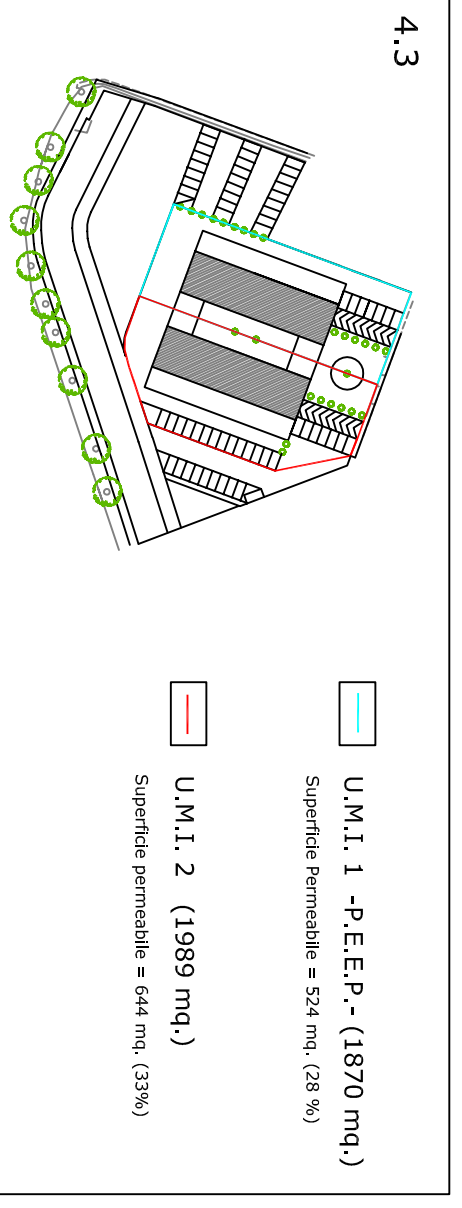 4.3
U.M.I. 1 -P.E.E.P.- (1870 mq.)
Superficie Permeabile = 524 mq. (28 %)
U.M.I. 2 (1989 mq.)
Superficie permeabile = 644 mq. (33%)